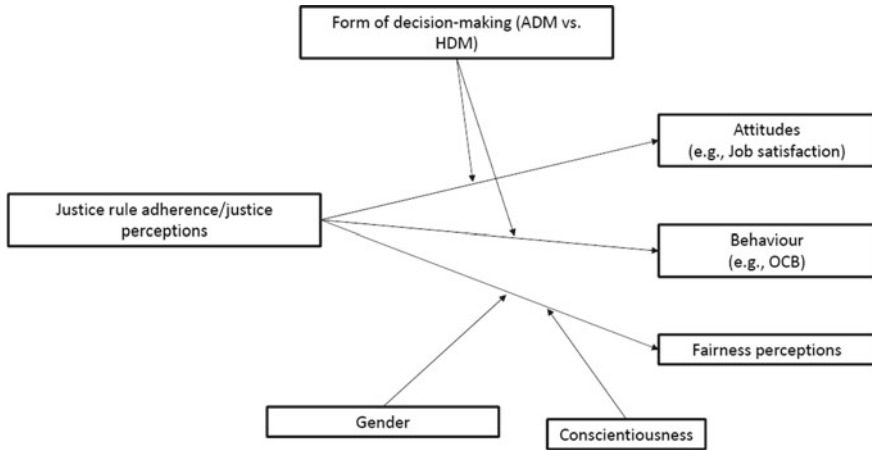 Form of decision-making (ADM vs.
HDM)
Attitudes
(e.g., Job satisfaction)
Justice rule adherence/justice
perceptions
Behaviour
(e.g., OCB)
Fairness perceptions
Gender
Conscientiousness